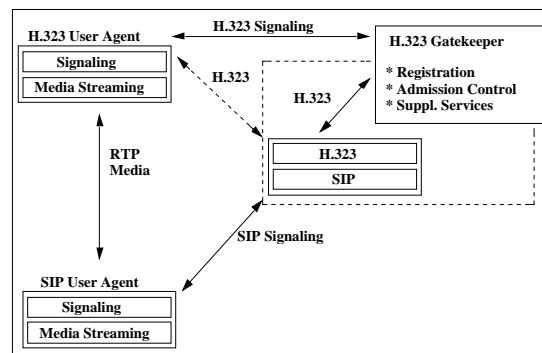 H.323 Signaling
H.323 User Agent
Signaling
Media Streaming
H.323 Gatekeeper
* Registration
* Admission Control
* Suppl. Services
H.323
H.323
H.323
SIP
RTP
Media
SIP Signaling
SIP User Agent
Signaling
Media Streaming